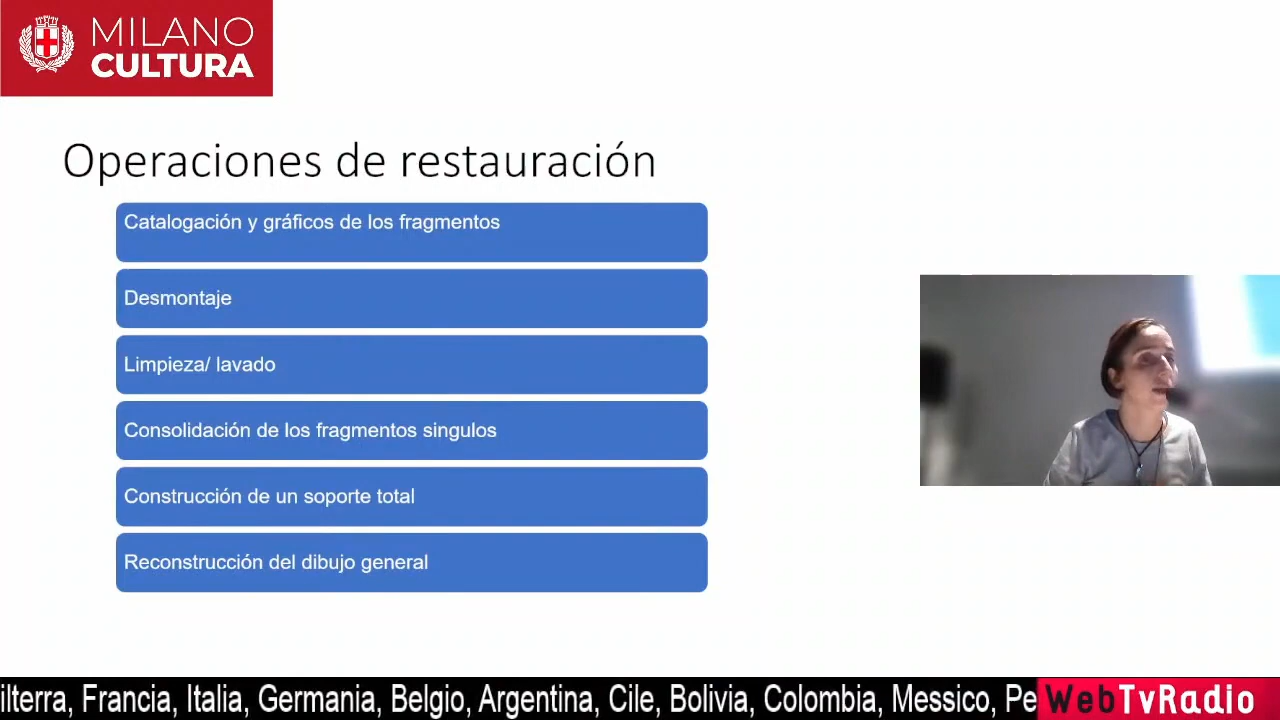 MILANO
CULTURA
Operaciones de restauración
Catalogación y gráficos de los fragmentos
Desmontaje
Limpieza/ lavado
Consolidación de los fragmentos singulos
Construcción de un soporte total
Reconstrucción del dibujo general
ilterra, Francia, Italia, Germania, Belgio, Argentina, Cile, Bolivia, Colombia, Messico, Pe
WebTvRadio